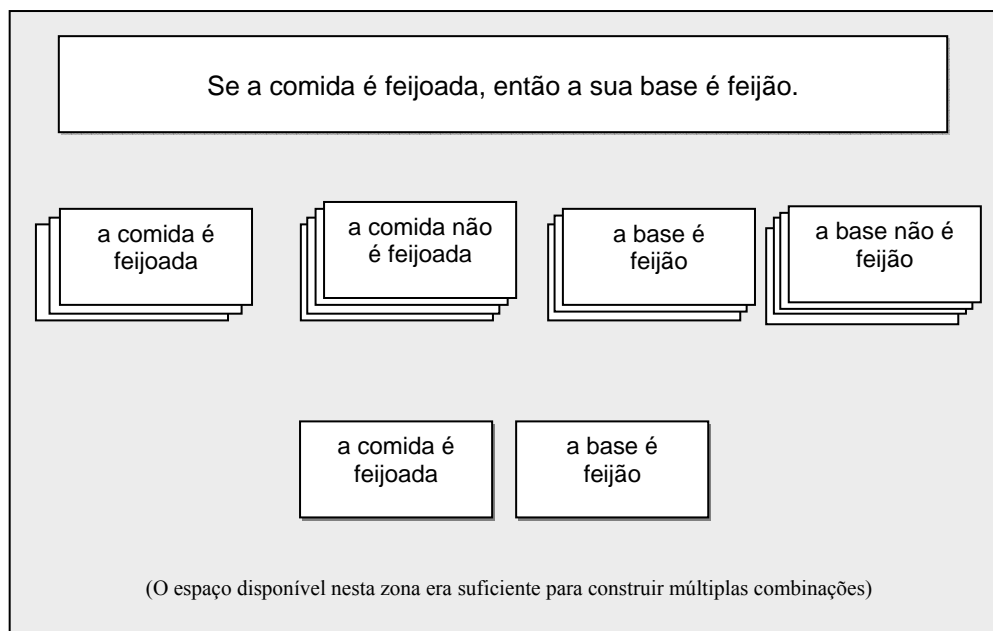 Se a comida é feijoada, então a sua base é feijão.
a comida é
feijoada
a comida não
é feijoada
a base é
feijão
a base não é
feijão
a comida é
feijoada
a base é
feijão
(O espaço disponível nesta zona era suficiente para construir múltiplas combinações)